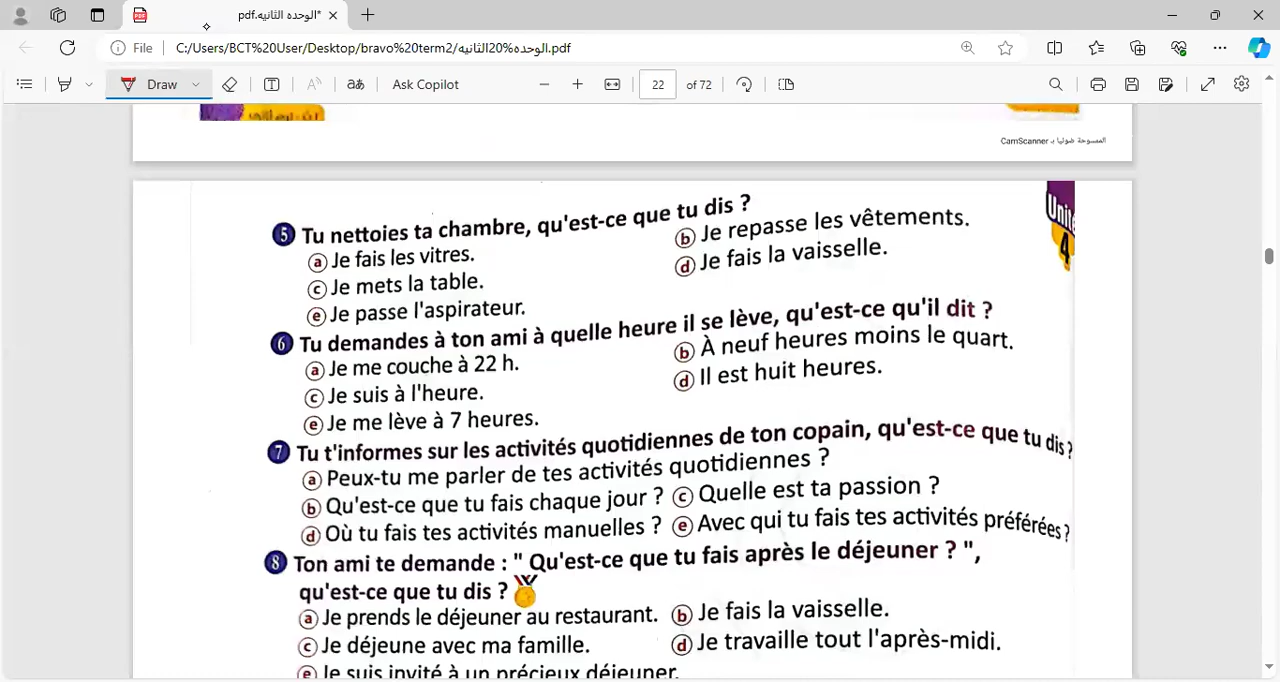 الوحده الثانيه.pdf*
File
C:/Users/BCT%20User/Desktop/bravo%20term2/الوحده%20الثانيه.pdf
Draw
Ask Copilot
22 of 72
الممسوحة ضوئيا بـ CamScanner
Unité
4
5 Tu nettoies ta chambre, qu'est-ce que tu dis ?
a Je fais les vitres.
b Je repasse les vêtements.
c Je mets la table.
d Je fais la vaisselle.
e Je passe l'aspirateur.
6 Tu demandes à ton ami à quelle heure il se lève, qu'est-ce qu'il dit ?
a Je me couche à 22 h.
b À neuf heures moins le quart.
c Je suis à l'heure.
d Il est huit heures.
e Je me lève à 7 heures.
7 Tu t'informes sur les activités quotidiennes de ton copain, qu'est-ce que tu dis ?
a Peux-tu me parler de tes activités quotidiennes ?
b Qu'est-ce que tu fais chaque jour ?
c Quelle est ta passion ?
d Où tu fais tes activités manuelles ?
e Avec qui tu fais tes activités préférées ?
8 Ton ami te demande : " Qu'est-ce que tu fais après le déjeuner ? ",
qu'est-ce que tu dis ?
a Je prends le déjeuner au restaurant.
b Je fais la vaisselle.
c Je déjeune avec ma famille.
d Je travaille tout l'après-midi.
e Je suis invité à un précieux déjeuner.